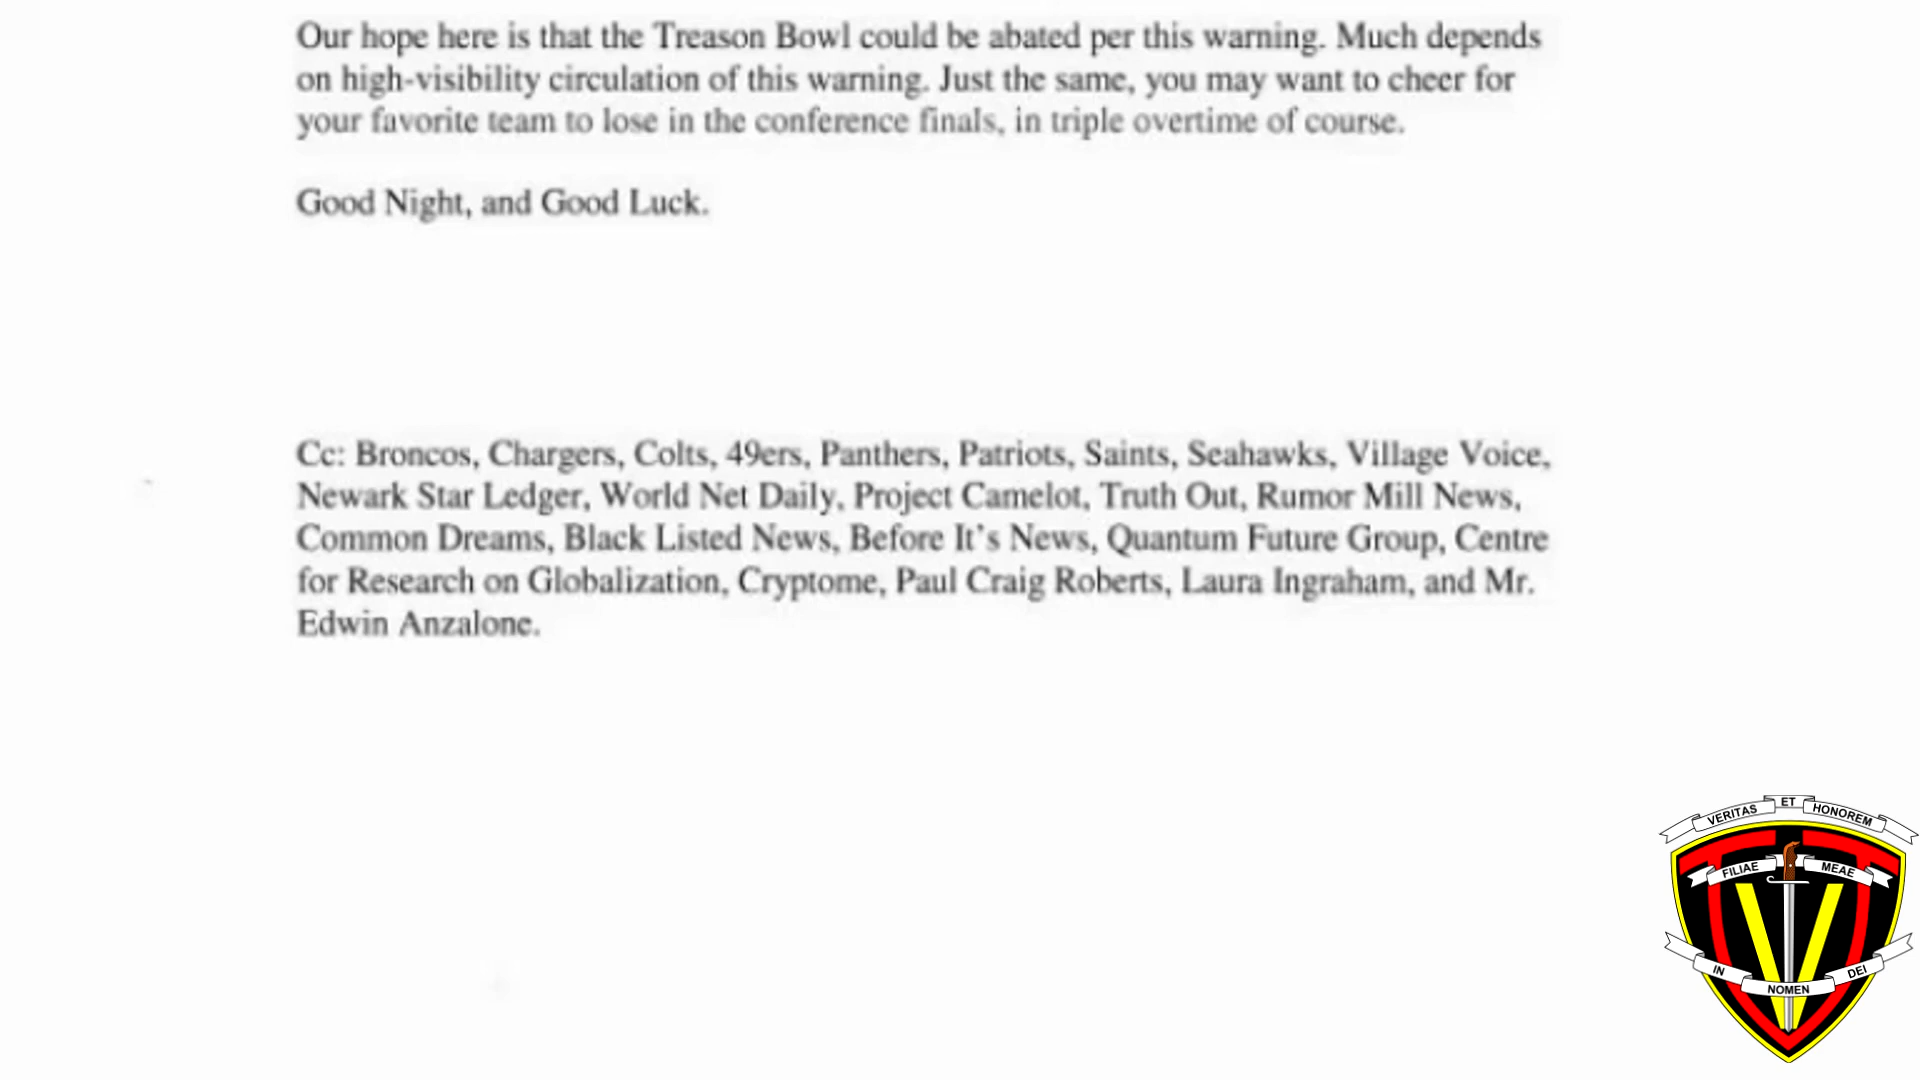 Our hope here is that the Treason Bowl could be abated per this warning. Much depends
on high-visibility circulation of this warning. Just the same, you may want to cheer for
your favorite team to lose in the conference finals, in triple overtime of course.
Good Night, and Good Luck.
Cc: Broncos, Chargers, Colts, 49ers, Panthers, Patriots, Saints, Seahawks, Village Voice,
Newark Star Ledger, World Net Daily, Project Camelot, Truth Out, Rumor Mill News,
Common Dreams, Black Listed News, Before It's News, Quantum Future Group, Centre
for Research on Globalization, Cryptome, Paul Craig Roberts, Laura Ingraham, and Mr.
Edwin Anzalone.
VERITAS ET HONOREM
FILIAE MEAE
IN NOMEN DEI